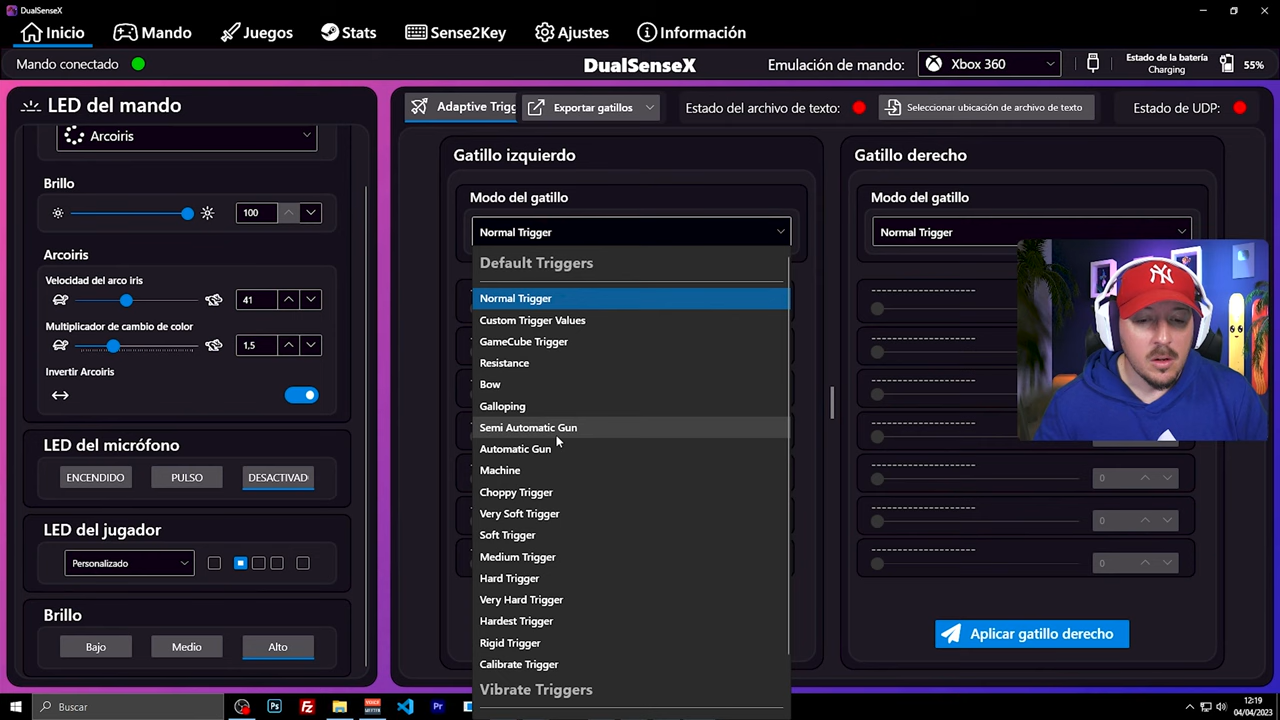 DualSenseX
Inicio
Mando
Juegos
Stats
Sense2Key
Ajustes
Información
Mando conectado
DualSenseX
Emulación de mando:
Xbox 360
Estado de la batería
Charging
55%
LED del mando
Arcoiris
Brillo
100
Arcoiris
Velocidad del arco iris
41
Multiplicador de cambio de color
1,5
Invertir Arcoiris
LED del micrófono
ENCENDIDO
PULSO
DESACTIVAD
LED del jugador
Personalizado
Brillo
Bajo
Medio
Alto
Adaptive Trigg
Exportar gatillos
Estado del archivo de texto:
Seleccionar ubicación de archivo de texto
Estado de UDP:
Gatillo izquierdo
Modo del gatillo
Normal Trigger
Default Triggers
Normal Trigger
Custom Trigger Values
GameCube Trigger
Resistance
Bow
Galloping
Semi Automatic Gun
Automatic Gun
Machine
Choppy Trigger
Very Soft Trigger
Soft Trigger
Medium Trigger
Hard Trigger
Very Hard Trigger
Hardest Trigger
Rigid Trigger
Calibrate Trigger
Vibrate Triggers
Gatillo derecho
Modo del gatillo
Normal Trigger
---------------
---------------
---------------
---------------
---------------
0
---------------
0
---------------
0
Aplicar gatillo derecho
NY
Buscar
Ps
Fz
VOICE
MEETER
Pr
12:19
04/04/2023